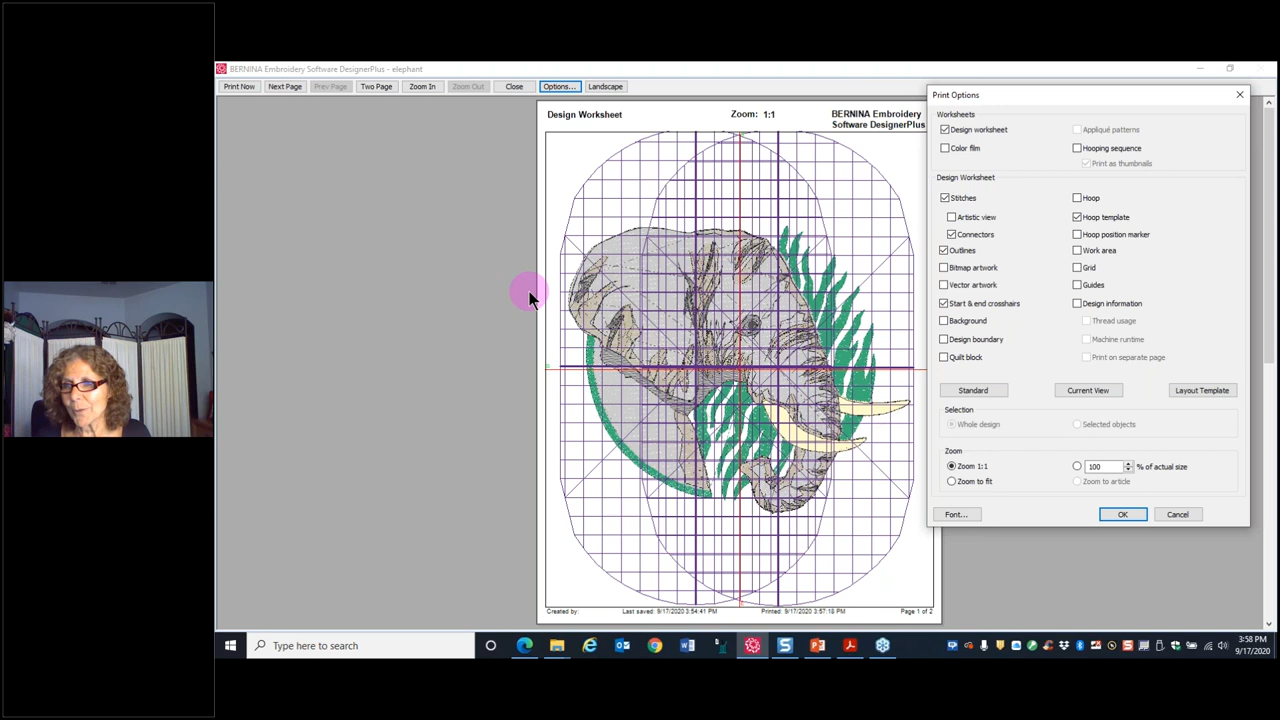 BERNINA Embroidery Software DesignerPlus - elephant
Print Now Next Page Prev Page Two Page Zoom In Zoom Out Close Options... Landscape
Design Worksheet Zoom: 1:1 BERNINA Embroidery
Software DesignerPlus
Created by: Last saved: 9/17/2020 3:54:41 PM Printed: 9/17/2020 3:57:18 PM Page 1 of 2
Print Options
Worksheets
Design worksheet Appliqué patterns
Color film Hooping sequence
Print as thumbnails
Design Worksheet
Stitches Hoop
Artistic view Hoop template
Connectors Hoop position marker
Outlines Work area
Bitmap artwork Grid
Vector artwork Guides
Start & end crosshairs Design information
Background Thread usage
Design boundary Machine runtime
Quilt block Print on separate page
Standard Current View Layout Template
Selection
Whole design Selected objects
Zoom
Zoom 1:1 100 % of actual size
Zoom to fit Zoom to article
Font... OK Cancel
Type here to search
3:58 PM
9/17/2020